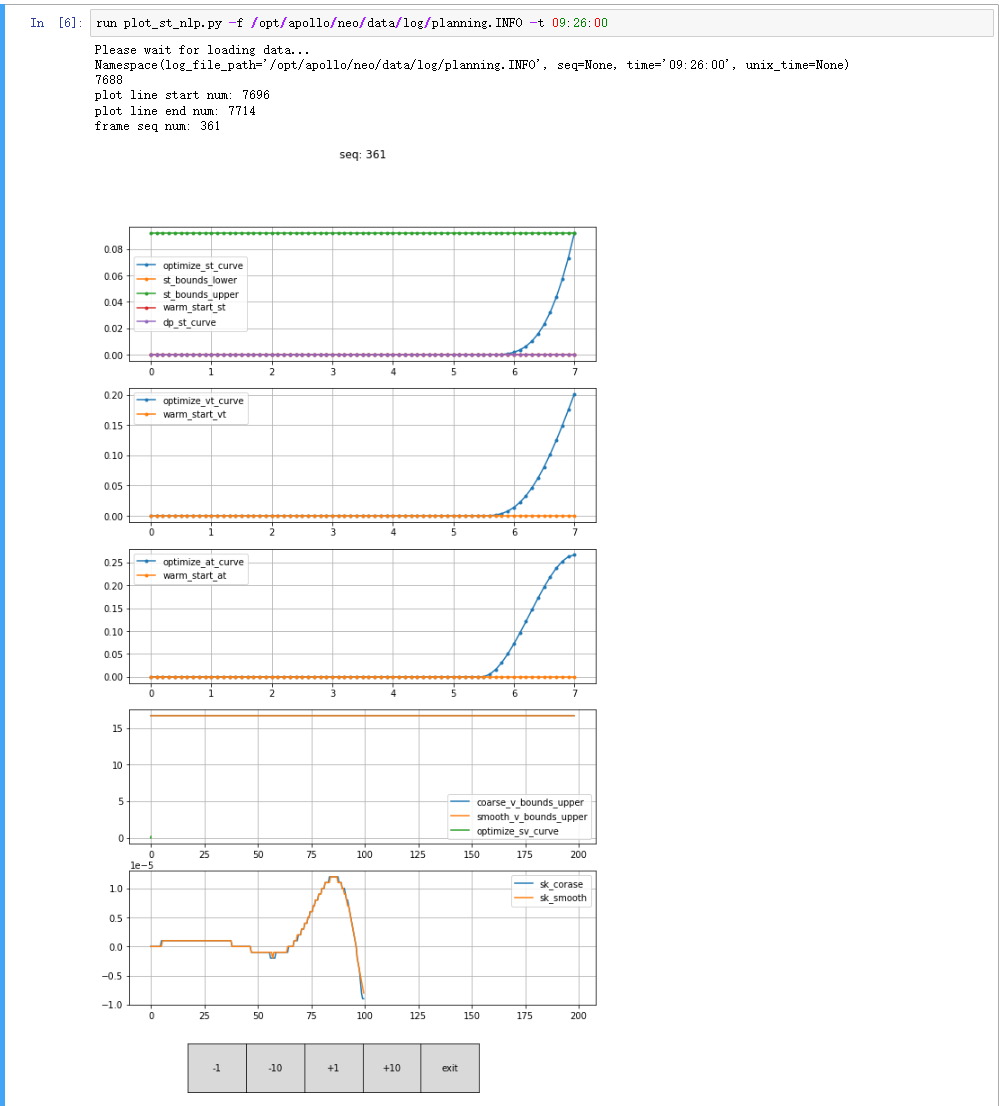 In [6]: run plot_st_nlp.py -f /opt/apollo/neo/data/log/planning.INFO -t 09:26:00
Please wait for loading data...
Namespace(log_file_path='/opt/apollo/neo/data/log/planning.INFO', seq=None, time='09:26:00', unix_time=None)
7688
plot line start num: 7696
plot line end num: 7714
frame seq num: 361
seq: 361
0.08
0.06
0.04
0.02
0.00
optimize_st_curve
st_bounds_lower
st_bounds_upper
warm_start_st
dp_st_curve
0 1 2 3 4 5 6 7
0.20
0.15
0.10
0.05
0.00
optimize_vt_curve
warm_start_vt
0 1 2 3 4 5 6 7
0.25
0.20
0.15
0.10
0.05
0.00
optimize_at_curve
warm_start_at
0 1 2 3 4 5 6 7
15
10
5
0
coarse_v_bounds_upper
smooth_v_bounds_upper
optimize_sv_curve
0 25 50 75 100 125 150 175 200
1e−5
1.0
0.5
0.0
−0.5
−1.0
sk_corase
sk_smooth
0 25 50 75 100 125 150 175 200
-1 -10 +1 +10 exit